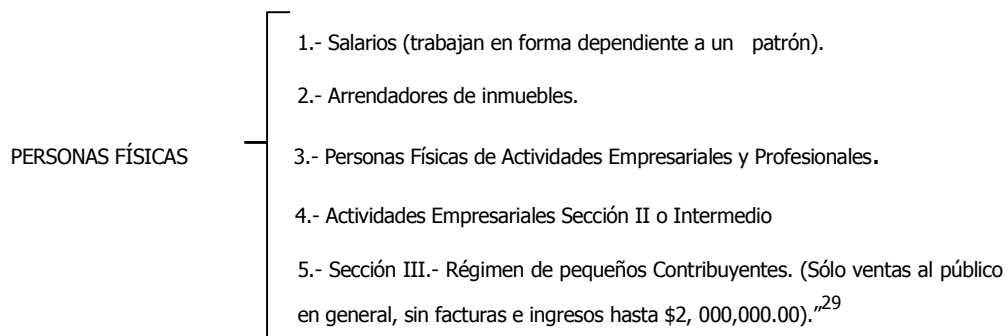 1.- Salarios (trabajan en forma dependiente a un patrón).
2.- Arrendadores de inmuebles.
PERSONAS FÍSICAS
3.- Personas Físicas de Actividades Empresariales y Profesionales.
4.- Actividades Empresariales Sección II o Intermedio
5.- Sección III.- Régimen de pequeños Contribuyentes. (Sólo ventas al público
en general, sin facturas e ingresos hasta $2, 000,000.00).”29